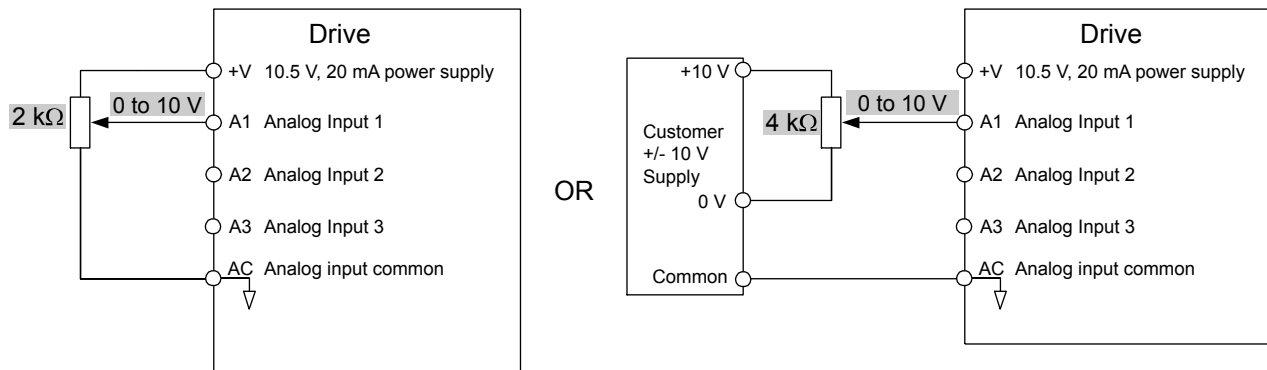 Drive
+V 10.5 V, 20 mA power supply
2 kΩ
0 to 10 V
A1 Analog Input 1
A2 Analog Input 2
A3 Analog Input 3
AC Analog input common
OR
+10 V
Customer
+/- 10 V
Supply
0 V
Common
4 kΩ
0 to 10 V
Drive
+V 10.5 V, 20 mA power supply
A1 Analog Input 1
A2 Analog Input 2
A3 Analog Input 3
AC Analog input common